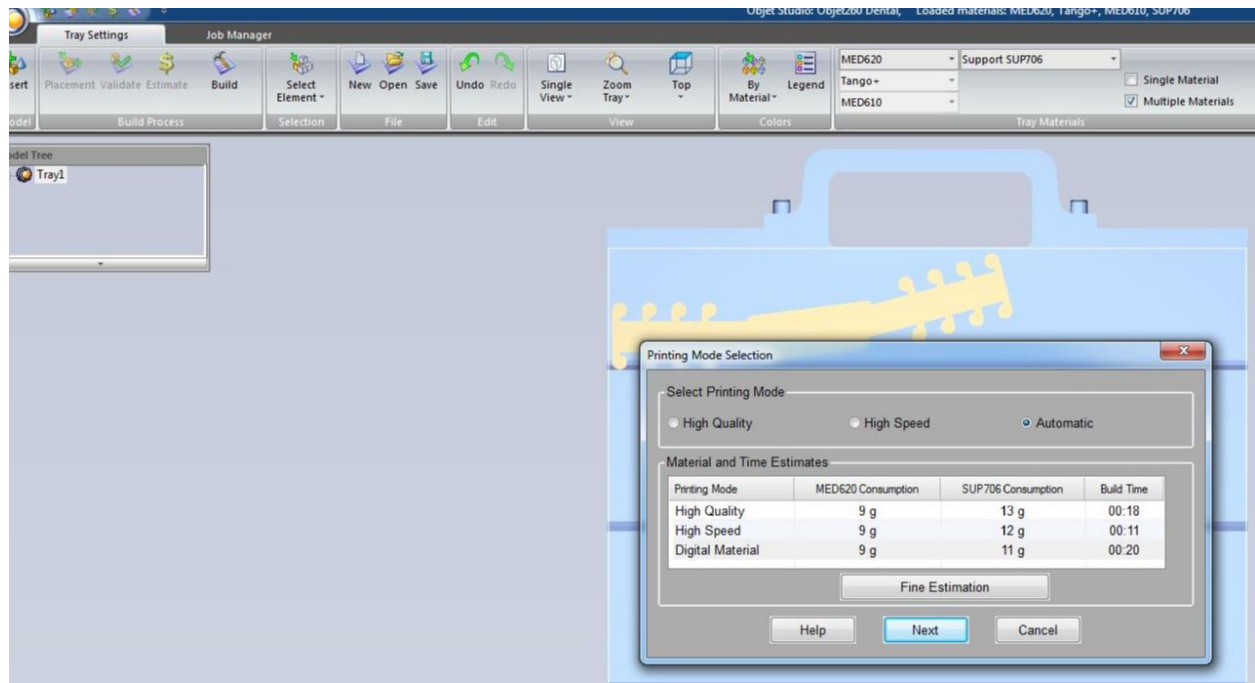 Objet Studio: Objet260 Dental, Loaded materials: MED620, Tango+, MED610, SUP706
Tray Settings Job Manager
sert Placement Validate Estimate Build Select Element New Open Save Undo Redo Single View Zoom Tray Top By Material Legend
MED620 Support SUP706
Tango+ Single Material
MED610 Multiple Materials
odel Build Process Selection File Edit View Colors Tray Materials
odel Tree
Tray1
Printing Mode Selection
Select Printing Mode
High Quality High Speed Automatic
Material and Time Estimates
Printing Mode MED620 Consumption SUP706 Consumption Build Time
High Quality 9 g 13 g 00:18
High Speed 9 g 12 g 00:11
Digital Material 9 g 11 g 00:20
Fine Estimation
Help Next Cancel